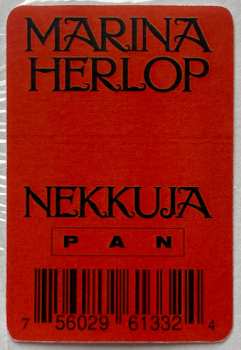 MARINA
HERLOP
NEKKUJA
PAN
7 56029 61332 4